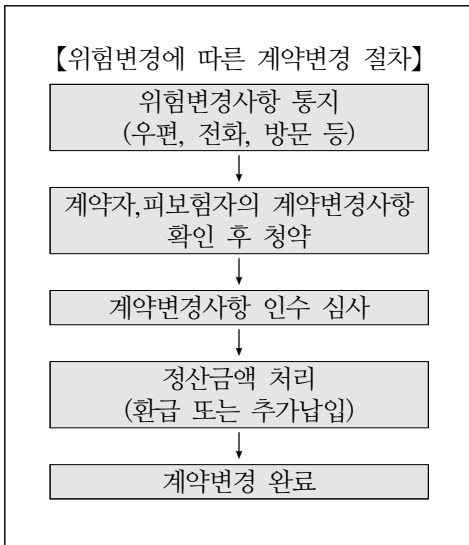 【위험변경에 따른 계약변경 절차】
위험변경사항 통지
(우편, 전화, 방문 등)
계약자,피보험자의 계약변경사항
확인 후 청약
계약변경사항 인수 심사
정산금액 처리
(환급 또는 추가납입)
계약변경 완료